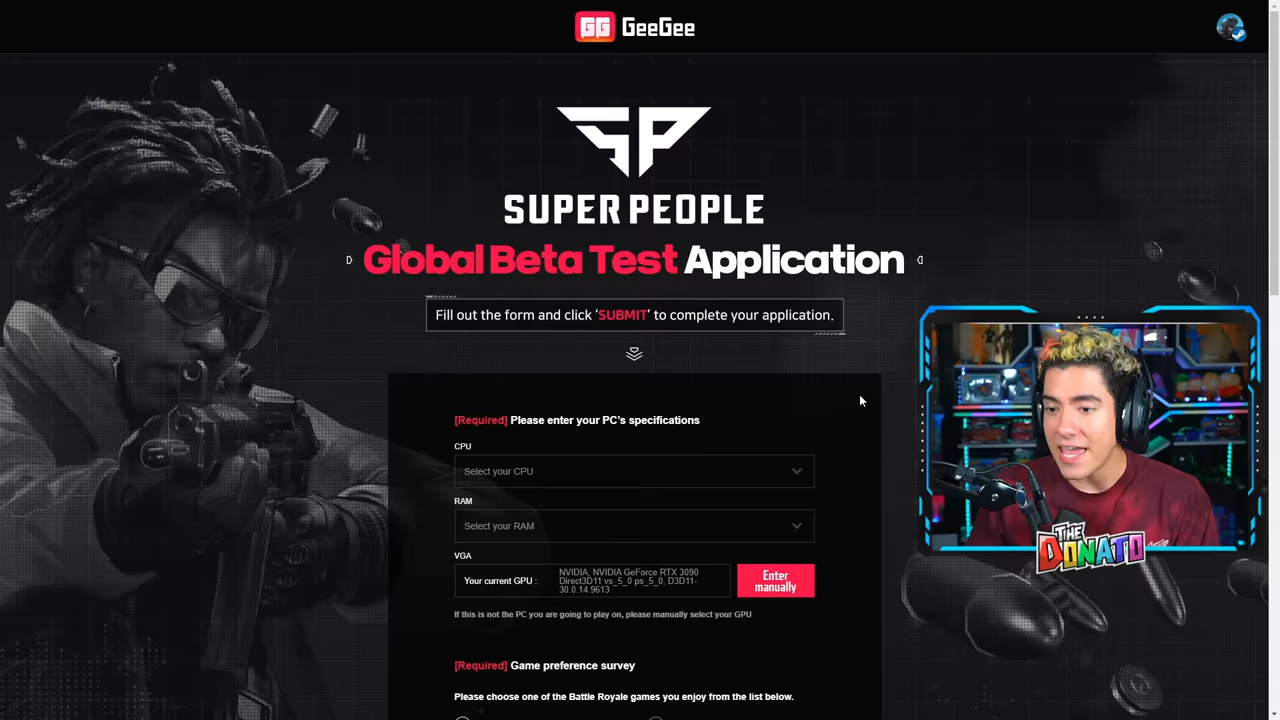 GG GeeGee
SP
SUPER PEOPLE
Global Beta Test Application
Fill out the form and click 'SUBMIT' to complete your application.
[Required] Please enter your PC's specifications
CPU
Select your CPU
RAM
Select your RAM
VGA
Your current GPU :
NVIDIA, NVIDIA GeForce RTX 3090
Direct3D11 vs_5_0 ps_5_0, D3D11-
30.0.14.9613
Enter
manually
If this is not the PC you are going to play on, please manually select your GPU
THE
DONATO
[Required] Game preference survey
Please choose one of the Battle Royale games you enjoy from the list below.